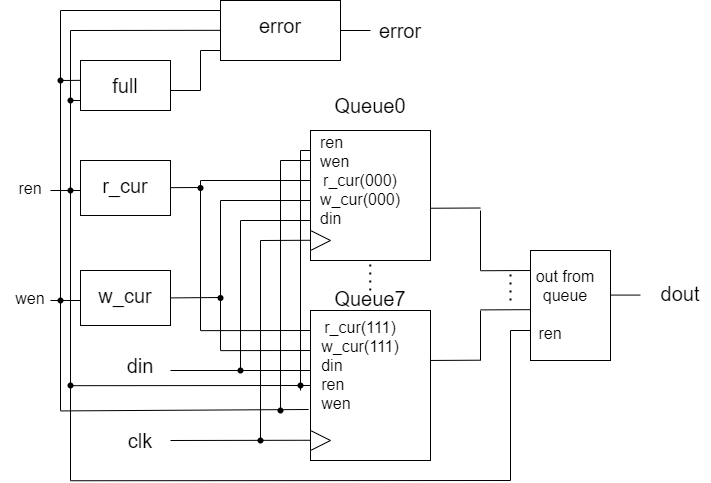 error
error
full
Queue0
ren
r_cur
ren
wen
r_cur(000)
w_cur(000)
din
wen
w_cur
Queue7
out from
queue
dout
ren
r_cur(111)
w_cur(111)
din
din
ren
wen
clk